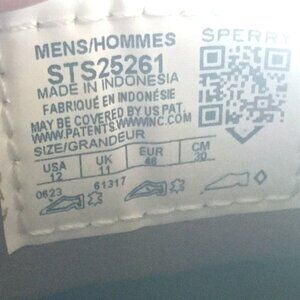 MENS/HOMMES
SPERRY
STS25261
MADE IN INDONESIA
FABRIQUÉ EN INDONÉSIE
MAY BE COVERED BY US PAT.
WWW.PATENTS.WWWINC.COM
SIZE/GRANDEUR
USA UK EUR CM
12 11 46 30
0623 61317